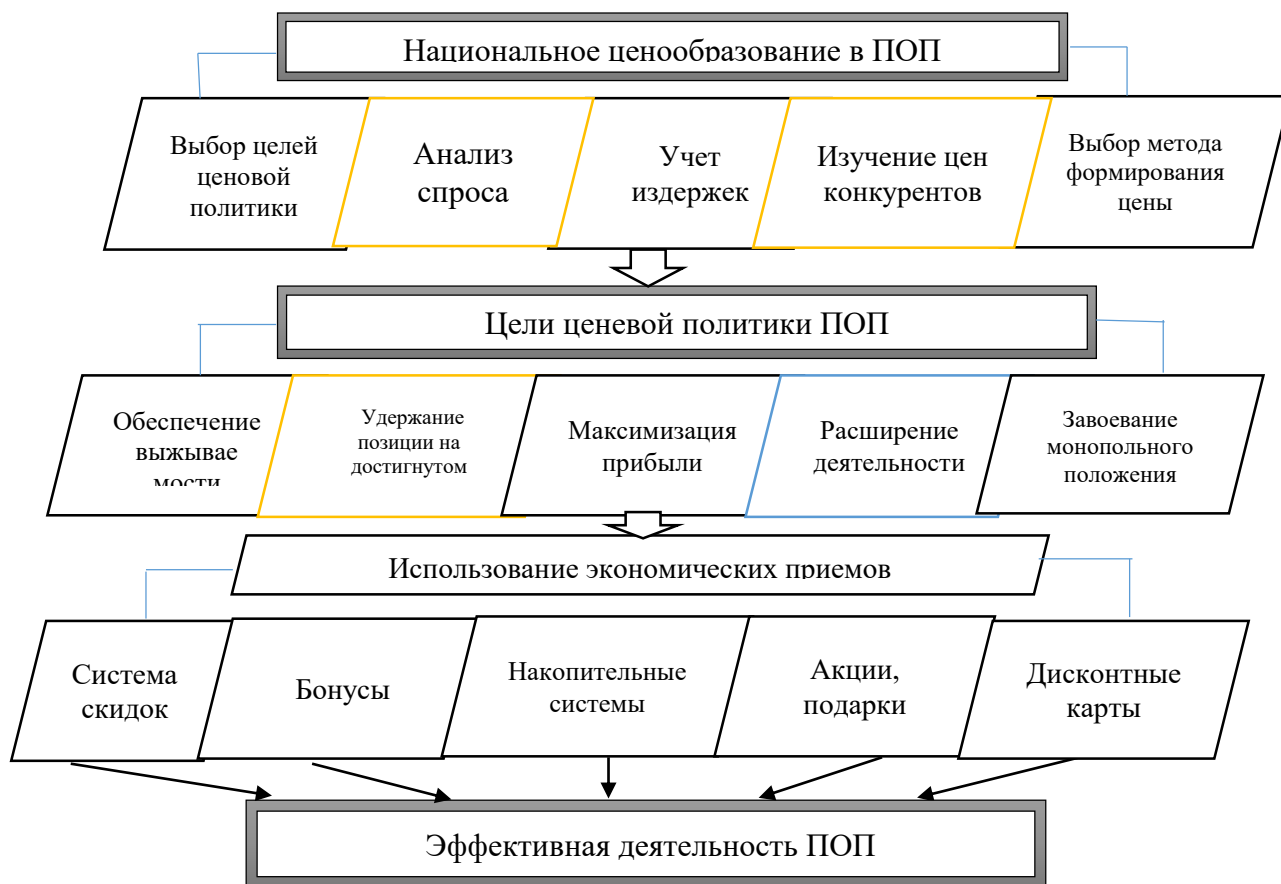 Национальное ценообразование в ПОП
Выбор целей
ценовой
политики
Анализ
спроса
Учет
издержек
Изучение цен
конкурентов
Выбор метода
формирования
цены
Цели ценевой политики ПОП
Обеспечение
выжывае
мости
Удержание
позиции на
достигнутом
Максимизация
прибыли
Расширение
деятельности
Завоевание
монопольного
положения
Использование экономических приемов
Система
скидок
Бонусы
Накопительные
системы
Акции,
подарки
Дисконтные
карты
Эффективная деятельность ПОП